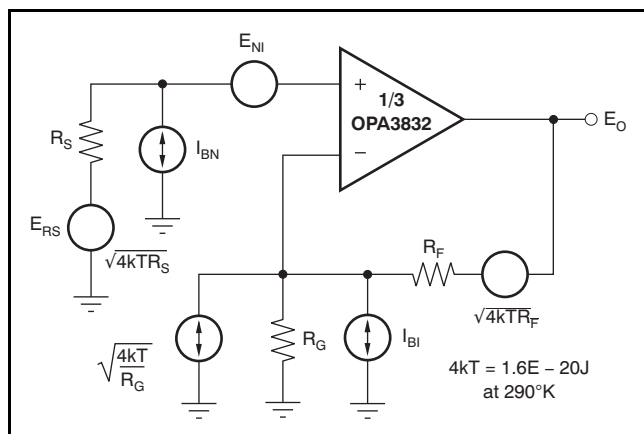 E_NI
1/3
OPA3832
+
−
E_O
R_S
I_BN
E_RS
√4kTR_S
R_F
√4kTR_F
√4kT/R_G
R_G
I_BI
4kT = 1.6E − 20J
at 290°K